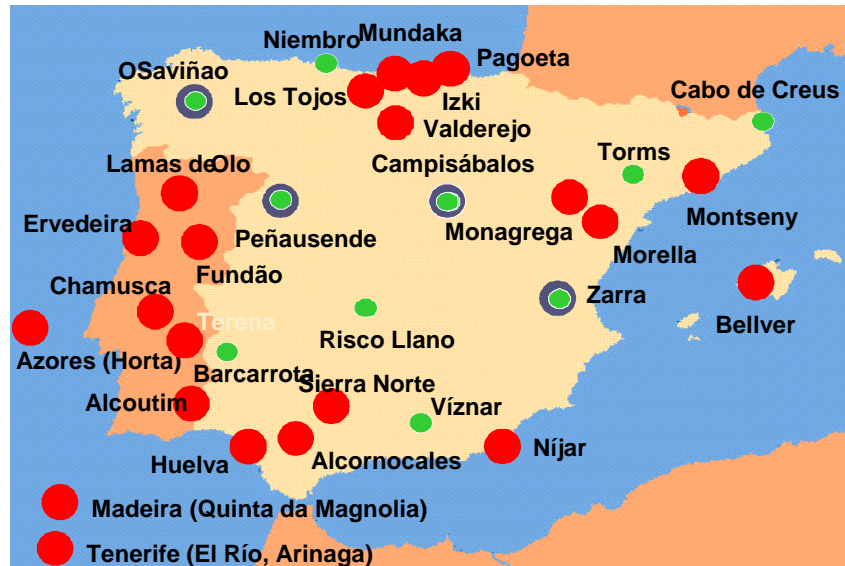 Niembro
Mundaka
Pagoeta
OSaviñao
Los Tojos
Izki
Cabo de Creus
Valderejo
Lamas de Olo
Campisábalos
Torms
Ervedeira
Peñausende
Monagrega
Montseny
Fundão
Morella
Chamusca
Zarra
Terena
Bellver
Risco Llano
Azores (Horta)
Barcarrota
Sierra Norte
Alcoutim
Víznar
Huelva
Alcornocales
Níjar
Madeira (Quinta da Magnolia)
Tenerife (El Río, Arinaga)